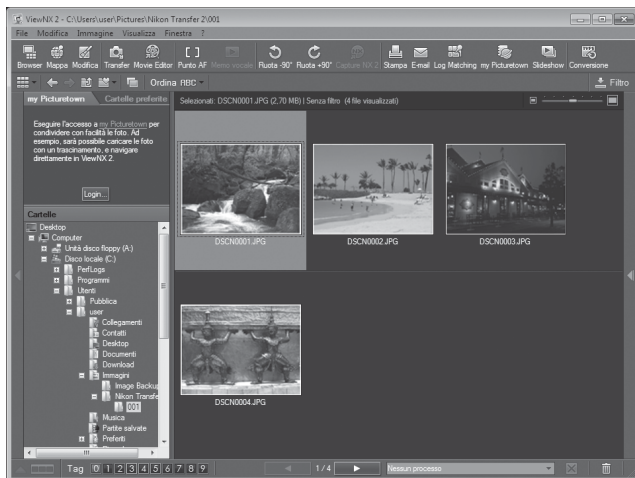 ViewNX 2 - C:\Users\user\Pictures\Nikon Transfer 2\001
File Modifica Immagine Visualizza Finestra ?
Browser Mappa Modifica Transfer Movie Editor Punto AF Memo vocale Ruota -90° Ruota +90° Capture NX 2 Stampa E-mail Log Matching my Picturetown Slideshow Conversione
Ordina ABC Filtro
my Picturetown Cartelle preferite
Selezionati: DSCN0001.JPG (2,70 MB) | Senza filtro (4 file visualizzati)
Eseguire l'accesso a my Picturetown per
condividere con facilità le foto. Ad
esempio, sarà possibile caricare le foto
con un trascinamento, e navigare
direttamente in ViewNX 2.
Login...
Cartelle
Desktop
Computer
Unità disco floppy (A:)
Disco locale (C:)
PerfLogs
Programmi
Utenti
Pubblica
user
Collegamenti
Contatti
Desktop
Documenti
Download
Immagini
Image Backup
Nikon Transfe
001
Musica
Partite salvate
Preferiti
DSCN0001.JPG
DSCN0002.JPG
DSCN0003.JPG
DSCN0004.JPG
Tag 0 1 2 3 4 5 6 7 8 9
1/4
Nessun processo